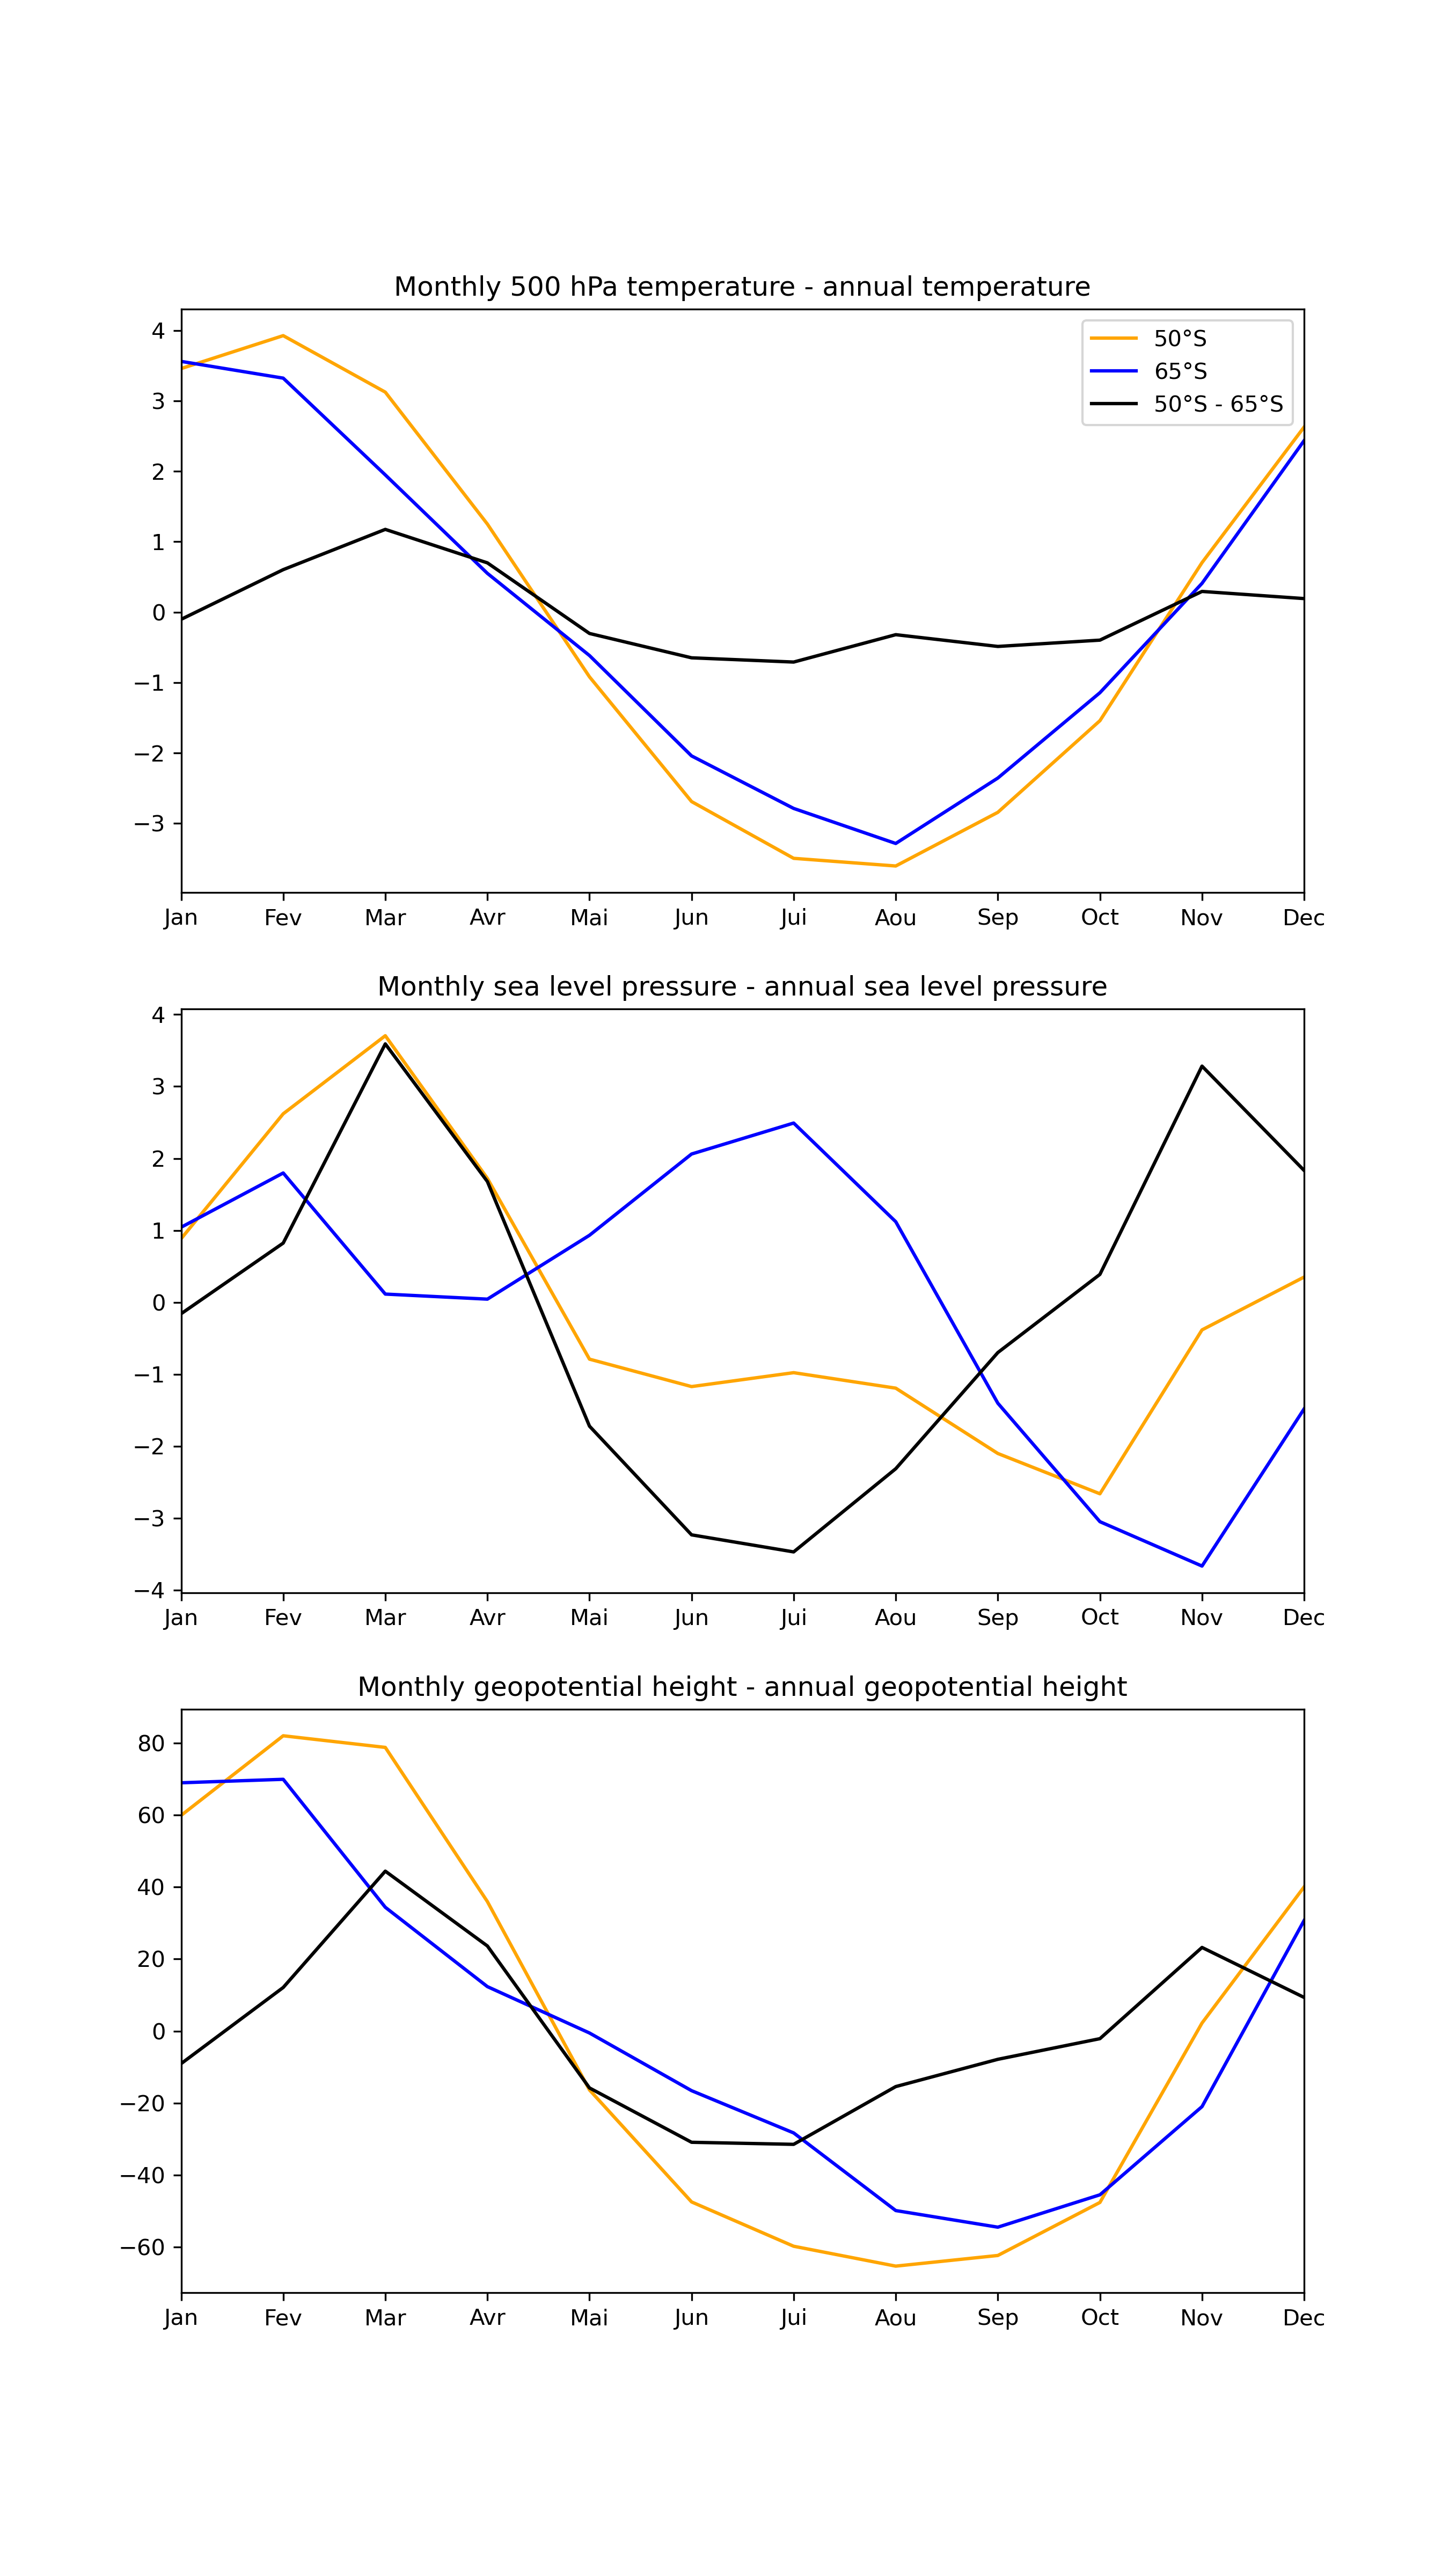 Monthly 500 hPa temperature - annual temperature
4
3
2
1
0
−1
−2
−3
50°S
65°S
50°S - 65°S
Jan Fev Mar Avr Mai Jun Jui Aou Sep Oct Nov Dec
Monthly sea level pressure - annual sea level pressure
4
3
2
1
0
−1
−2
−3
−4
Jan Fev Mar Avr Mai Jun Jui Aou Sep Oct Nov Dec
Monthly geopotential height - annual geopotential height
80
60
40
20
0
−20
−40
−60
Jan Fev Mar Avr Mai Jun Jui Aou Sep Oct Nov Dec